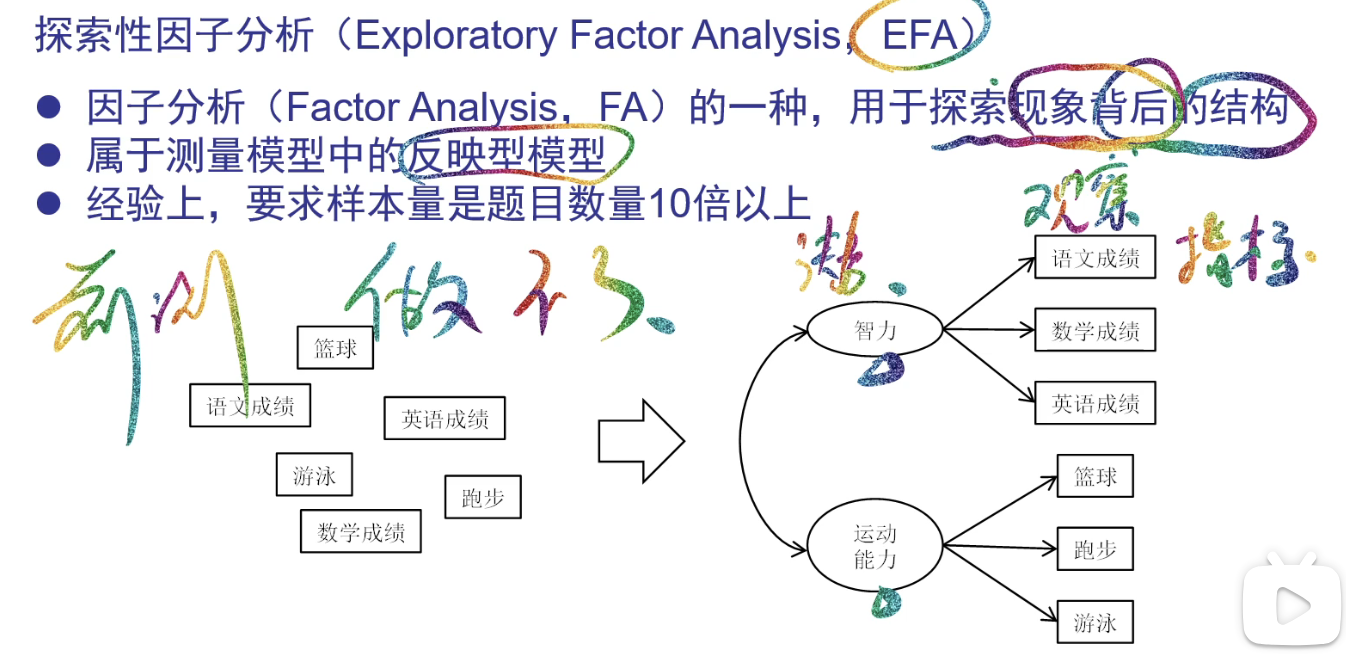 探索性因子分析（Exploratory Factor Analysis，EFA）
● 因子分析（Factor Analysis，FA）的一种，用于探索现象背后的结构
● 属于测量模型中的反映型模型
● 经验上，要求样本量是题目数量10倍以上
观察
指标
前测
做
篮球
语文成绩
英语成绩
游泳
跑步
数学成绩
智力
语文成绩
数学成绩
英语成绩
运动
能力
篮球
跑步
游泳